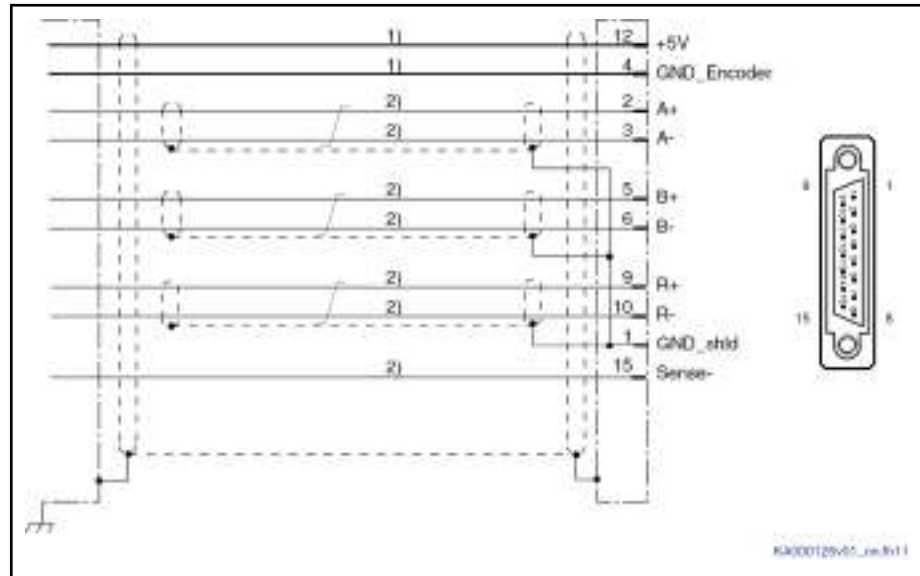 1) 12 +5V
1) 4 GND_Encoder
2) 2 A+
2) 3 A-
2) 5 B+
2) 6 B-
2) 9 R+
2) 10 R-
1 GND_shld
2) 15 Sense-
8 1
15